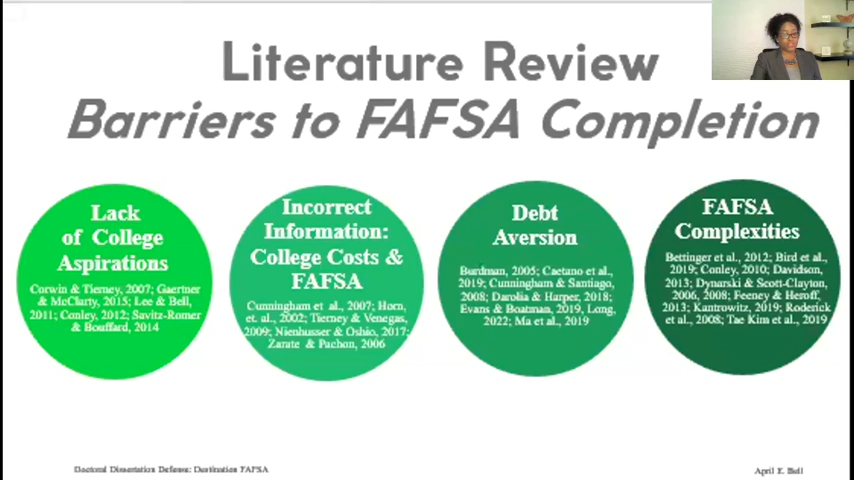 Literature Review
Barriers to FAFSA Completion
Lack
of College
Aspirations
Corwin & Tierney, 2007; Gaertner
& McClarty, 2015; Lee & Bell,
2011; Conley, 2012; Savitz-Romer
& Bouffard, 2014
Incorrect
Information:
College Costs &
FAFSA
Cunningham et al., 2007; Horn,
et. al., 2002; Tierney & Venegas,
2009; Nienhusser & Oshio, 2017;
Zarate & Pachon, 2006
Debt
Aversion
Burdman, 2005; Caetano et al.,
2019; Cunningham & Santiago,
2008; Darolia & Harper, 2018;
Evans & Boatman, 2019, Long,
2022; Ma et al., 2019
FAFSA
Complexities
Bettinger et al., 2012; Bird et al.,
2019; Conley, 2010; Davidson,
2013; Dynarski & Scott-Clayton,
2006, 2008; Feeney & Heroff,
2013; Kantrowitz, 2019; Roderick
et al., 2008; Tae Kim et al., 2019
Doctoral Dissertation Defense: Destination FAFSA
April E. Bell